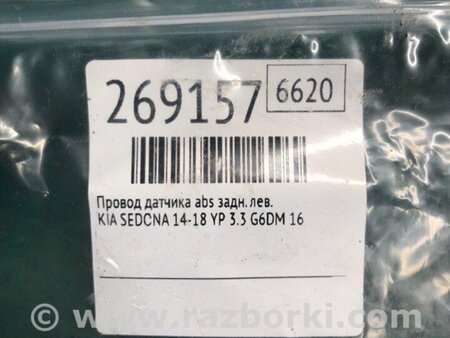 269157 6620
Провод датчика abs задн. лев.
KIA SEDONA 14-18 YP 3.3 G6DM 16
© www.razborki.com